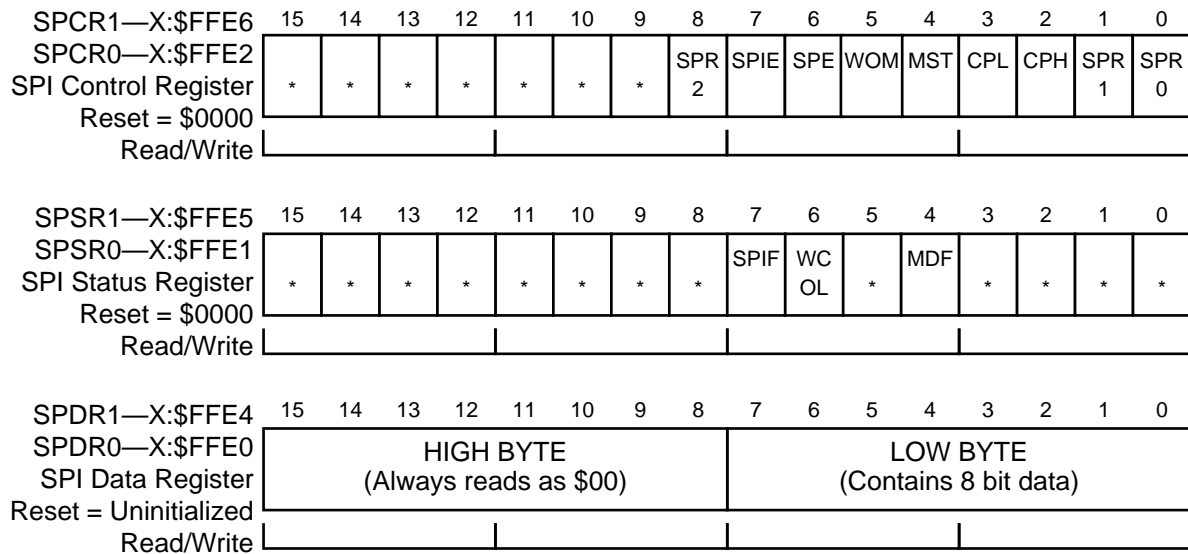 SPCR1—X:$FFE6 15 14 13 12 11 10 9 8 7 6 5 4 3 2 1 0
SPCR0—X:$FFE2
SPI Control Register
Reset = $0000
Read/Write
* * * * * * * SPR 2 SPIE SPE WOM MST CPL CPH SPR 1 SPR 0
SPSR1—X:$FFE5 15 14 13 12 11 10 9 8 7 6 5 4 3 2 1 0
SPSR0—X:$FFE1
SPI Status Register
Reset = $0000
Read/Write
* * * * * * * * SPIF WC OL * MDF * * * *
SPDR1—X:$FFE4 15 14 13 12 11 10 9 8 7 6 5 4 3 2 1 0
SPDR0—X:$FFE0
SPI Data Register
Reset = Uninitialized
Read/Write
HIGH BYTE
(Always reads as $00)
LOW BYTE
(Contains 8 bit data)